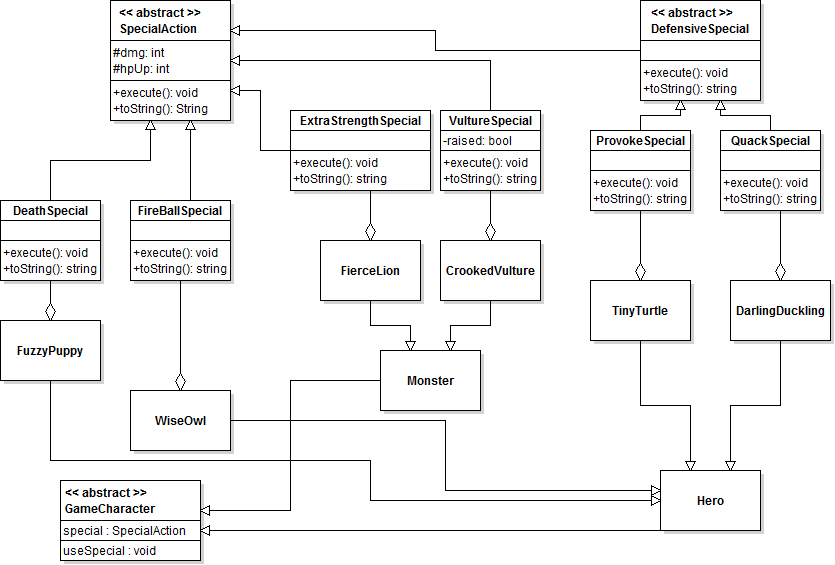 << abstract >>
SpecialAction
#dmg: int
#hpUp: int
+execute(): void
+toString(): String
<< abstract >>
DefensiveSpecial
+execute(): void
+toString(): string
ExtraStrengthSpecial
+execute(): void
+toString(): string
VultureSpecial
-raised: bool
+execute(): void
+toString(): string
ProvokeSpecial
+execute(): void
+toString(): string
QuackSpecial
+execute(): void
+toString(): string
DeathSpecial
+execute(): void
+toString(): string
FireBallSpecial
+execute(): void
+toString(): string
FierceLion
CrookedVulture
TinyTurtle
DarlingDuckling
FuzzyPuppy
Monster
WiseOwl
<< abstract >>
GameCharacter
special : SpecialAction
useSpecial : void
Hero